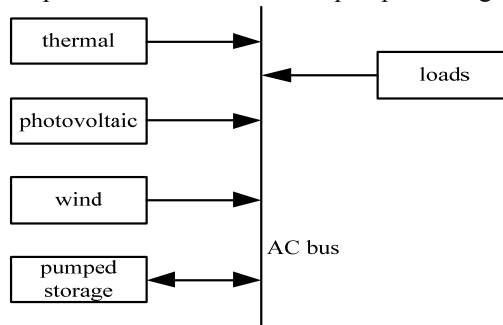 thermal
loads
photovoltaic
wind
AC bus
pumped
storage